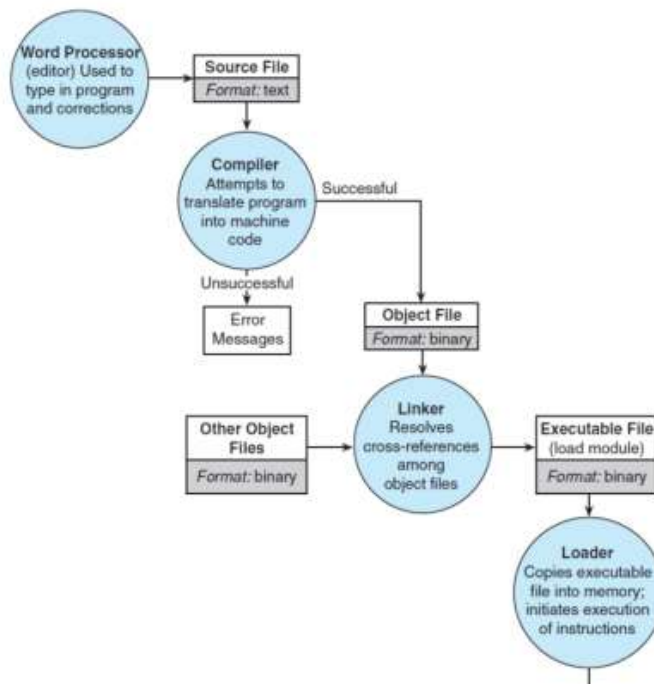 Word Processor
(editor) Used to
type in program
and corrections
Source File
Format: text
Compiler
Attempts to
translate program
into machine
code
Successful
Unsuccessful
Error
Messages
Object File
Format: binary
Other Object
Files
Format: binary
Linker
Resolves
cross-references
among
object files
Executable File
(load module)
Format: binary
Loader
Copies executable
file into memory;
initiates execution
of instructions